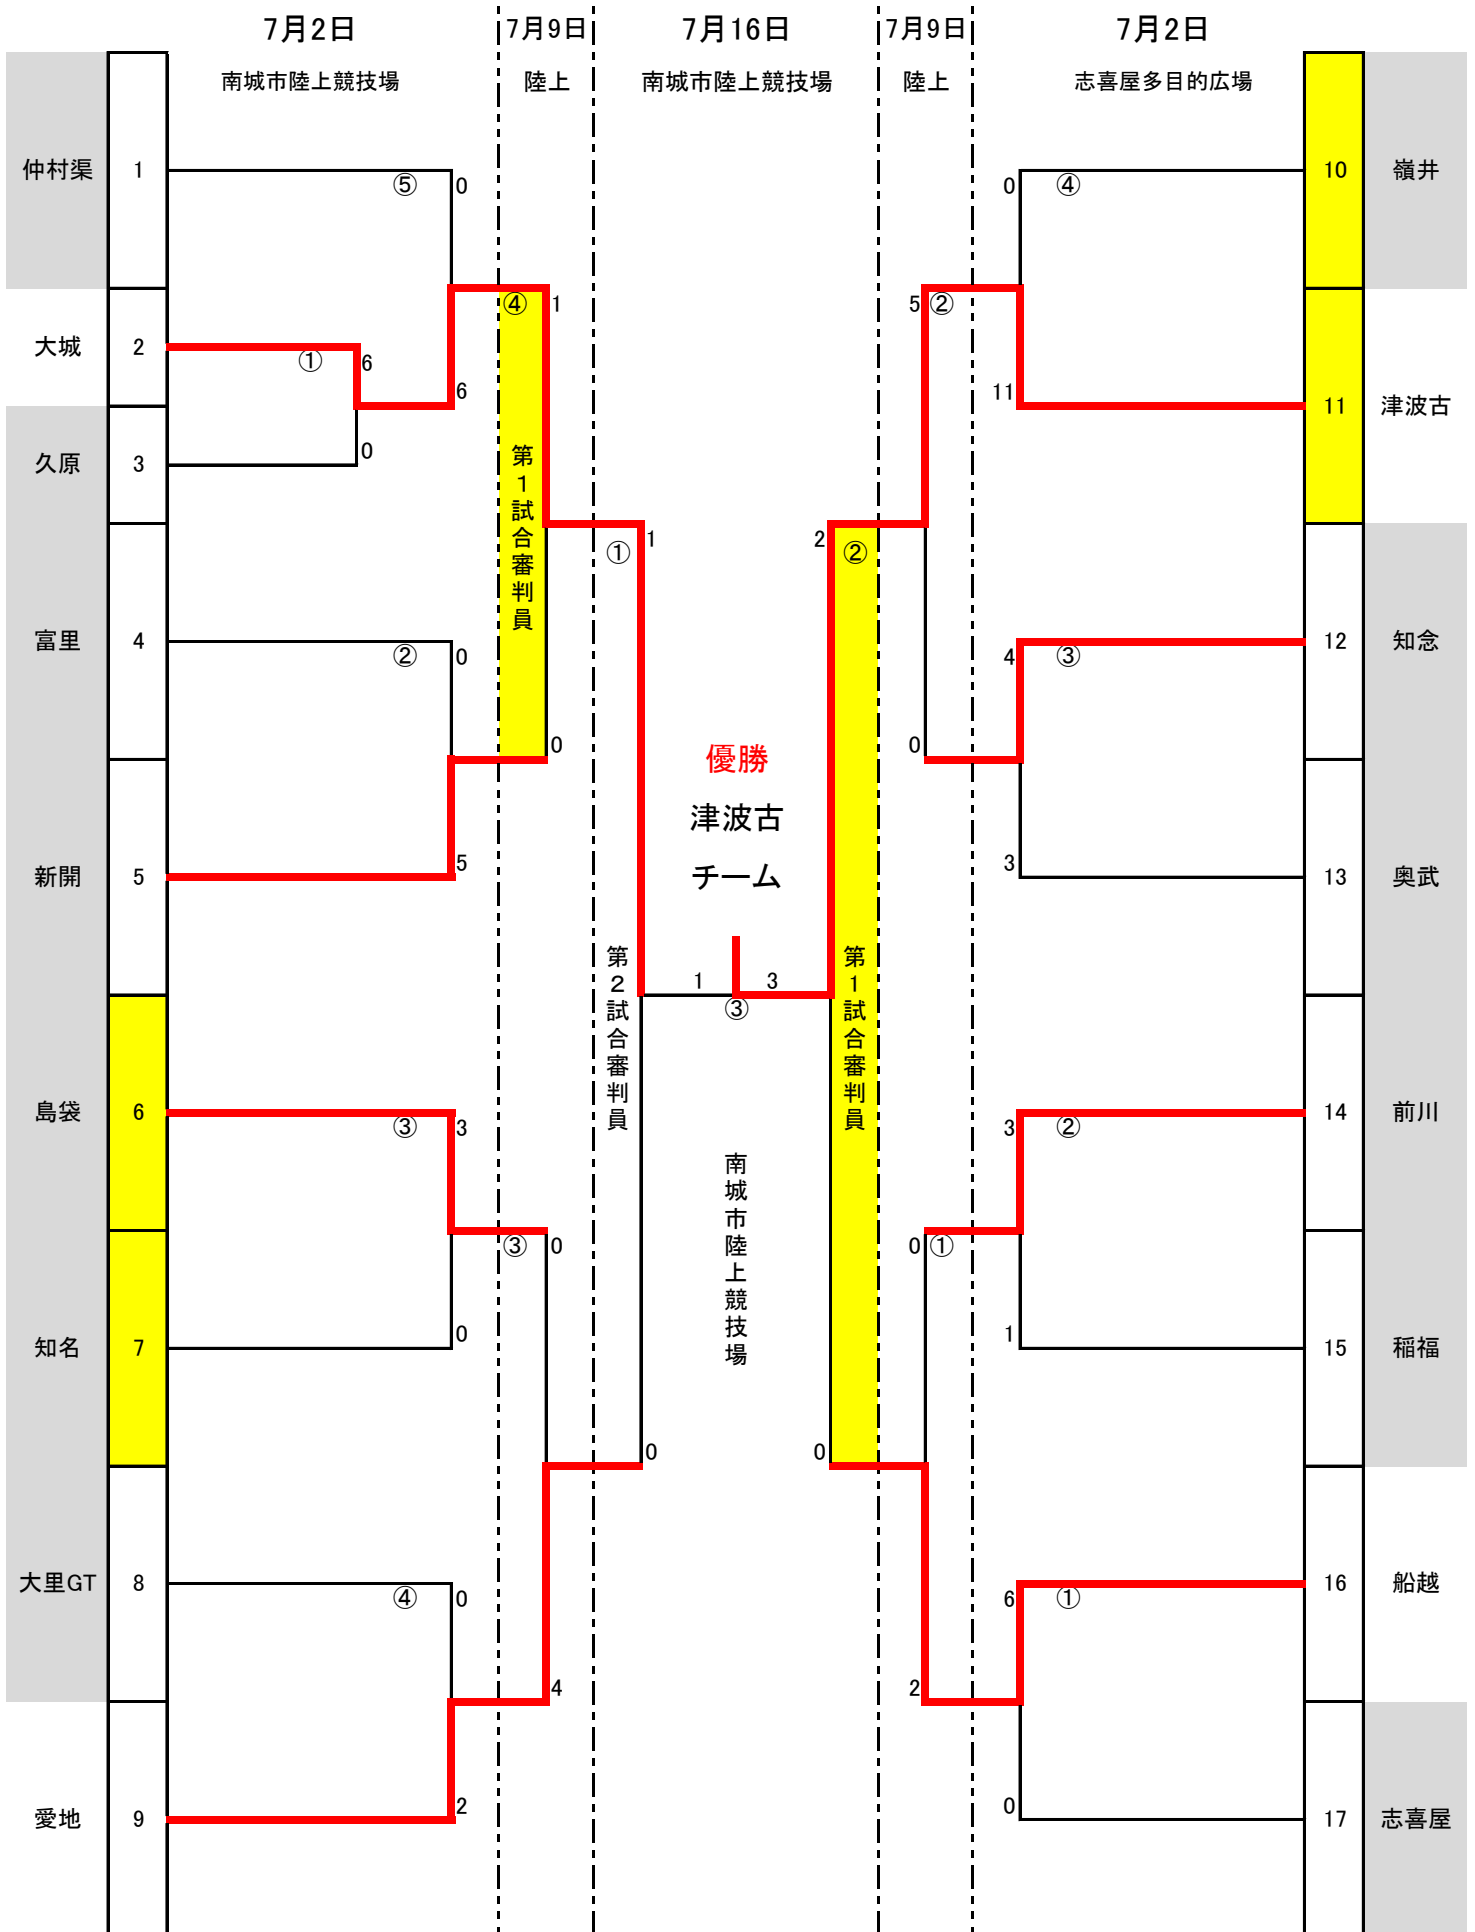 7月2日 7月9日 7月16日 7月9日 7月2日
南城市陸上競技場 陸上 南城市陸上競技場 陸上 志喜屋多目的広場
仲村渠 1 ⑤ 0 0 ④ 10 嶺井
④ 1 5 ②
大城 2 ① 6 6 11 11 津波古
久原 3 0
第1試合審判員
① 1 2 ②
富里 4 ② 0 4 ③ 12 知念
0 0
優勝
津波古
チーム
新開 5 5 3 13 奥武
第2試合審判員
1 ③ 3
第1試合審判員
南城市陸上競技場
島袋 6 ③ 3 3 ② 14 前川
③ 0 0 ①
知名 7 0 1 15 稲福
0 0
大里GT 8 ④ 0 6 ① 16 船越
4 2
愛地 9 2 0 17 志喜屋